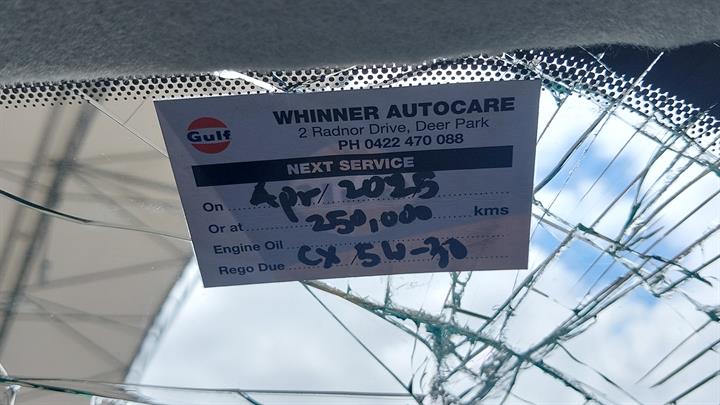 Gulf
WHINNER AUTOCARE
2 Radnor Drive, Deer Park
PH 0422 470 088
NEXT SERVICE
On Apr/2025
Or at 250,000 kms
Engine Oil
Rego Due CX/5W-30